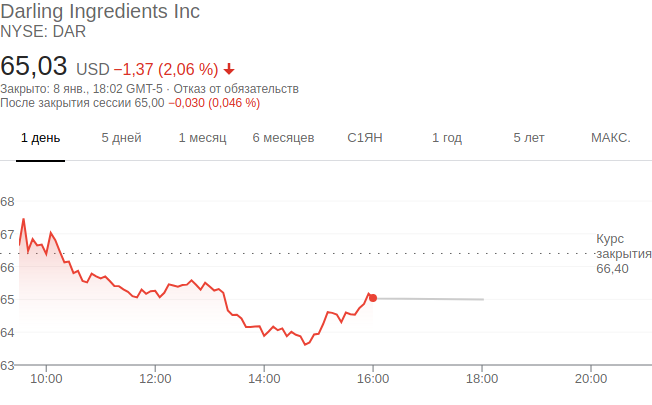 Darling Ingredients Inc
NYSE: DAR
65,03 USD −1,37 (2,06 %)
Закрыто: 8 янв., 18:02 GMT-5 · Отказ от обязательств
После закрытия сессии 65,00 −0,030 (0,046 %)
1 день 5 дней 1 месяц 6 месяцев С1ЯН 1 год 5 лет МАКС.
68
67
Курс
закрытия
66,40
66
65
64
63
10:00 12:00 14:00 16:00 18:00 20:00